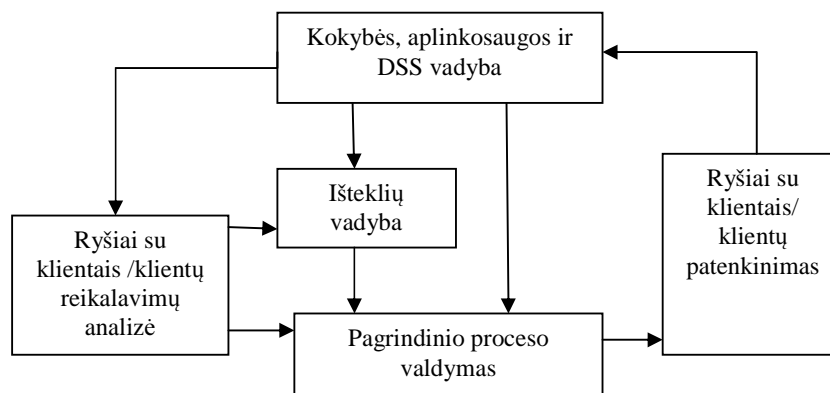 Kokybės, aplinkosaugos ir
DSS vadyba
Išteklių
vadyba
Ryšiai su
klientais /klientų
reikalavimų
analizė
Ryšiai su
klientais/
klientų
patenkinimas
Pagrindinio proceso
valdymas